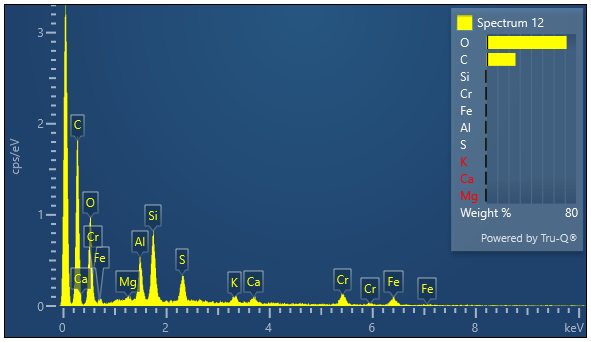 Spectrum 12
O
C
Si
Cr
Fe
Al
S
K
Ca
Mg
Weight % 80
Powered by Tru-Q®
cps/eV
3
2
1
0
C
O
Cr
Fe
Ca
Mg
Al
Si
S
K
Ca
Cr
Cr
Fe
Fe
0 2 4 6 8 keV